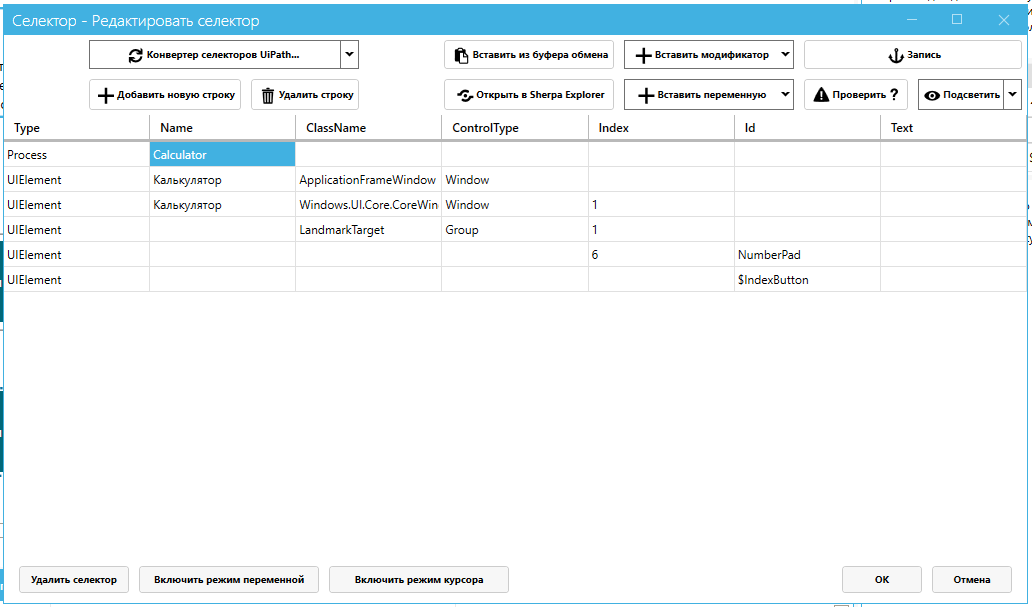 Селектор - Редактировать селектор
Конвертер селекторов UiPath...
Вставить из буфера обмена
Вставить модификатор
Запись
Добавить новую строку
Удалить строку
Открыть в Sherpa Explorer
Вставить переменную
Проверить ?
Подсветить
Type Name ClassName ControlType Index Id Text
Process Calculator
UIElement Калькулятор ApplicationFrameWindow Window
UIElement Калькулятор Windows.UI.Core.CoreWin Window 1
UIElement LandmarkTarget Group 1
UIElement 6 NumberPad
UIElement $IndexButton
Удалить селектор
Включить режим переменной
Включить режим курсора
ОК
Отмена